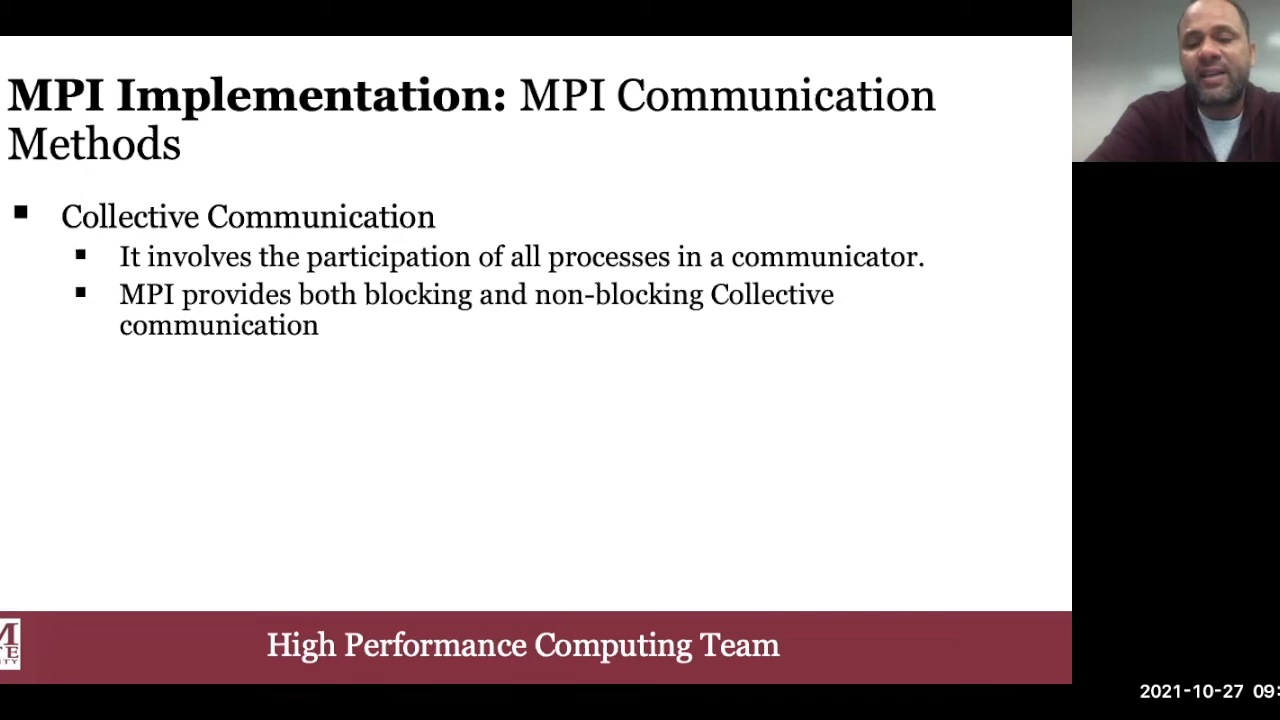 MPI Implementation: MPI Communication
Methods
▪ Collective Communication
▪ It involves the participation of all processes in a communicator.
▪ MPI provides both blocking and non-blocking Collective
communication
High Performance Computing Team
2021-10-27 09: